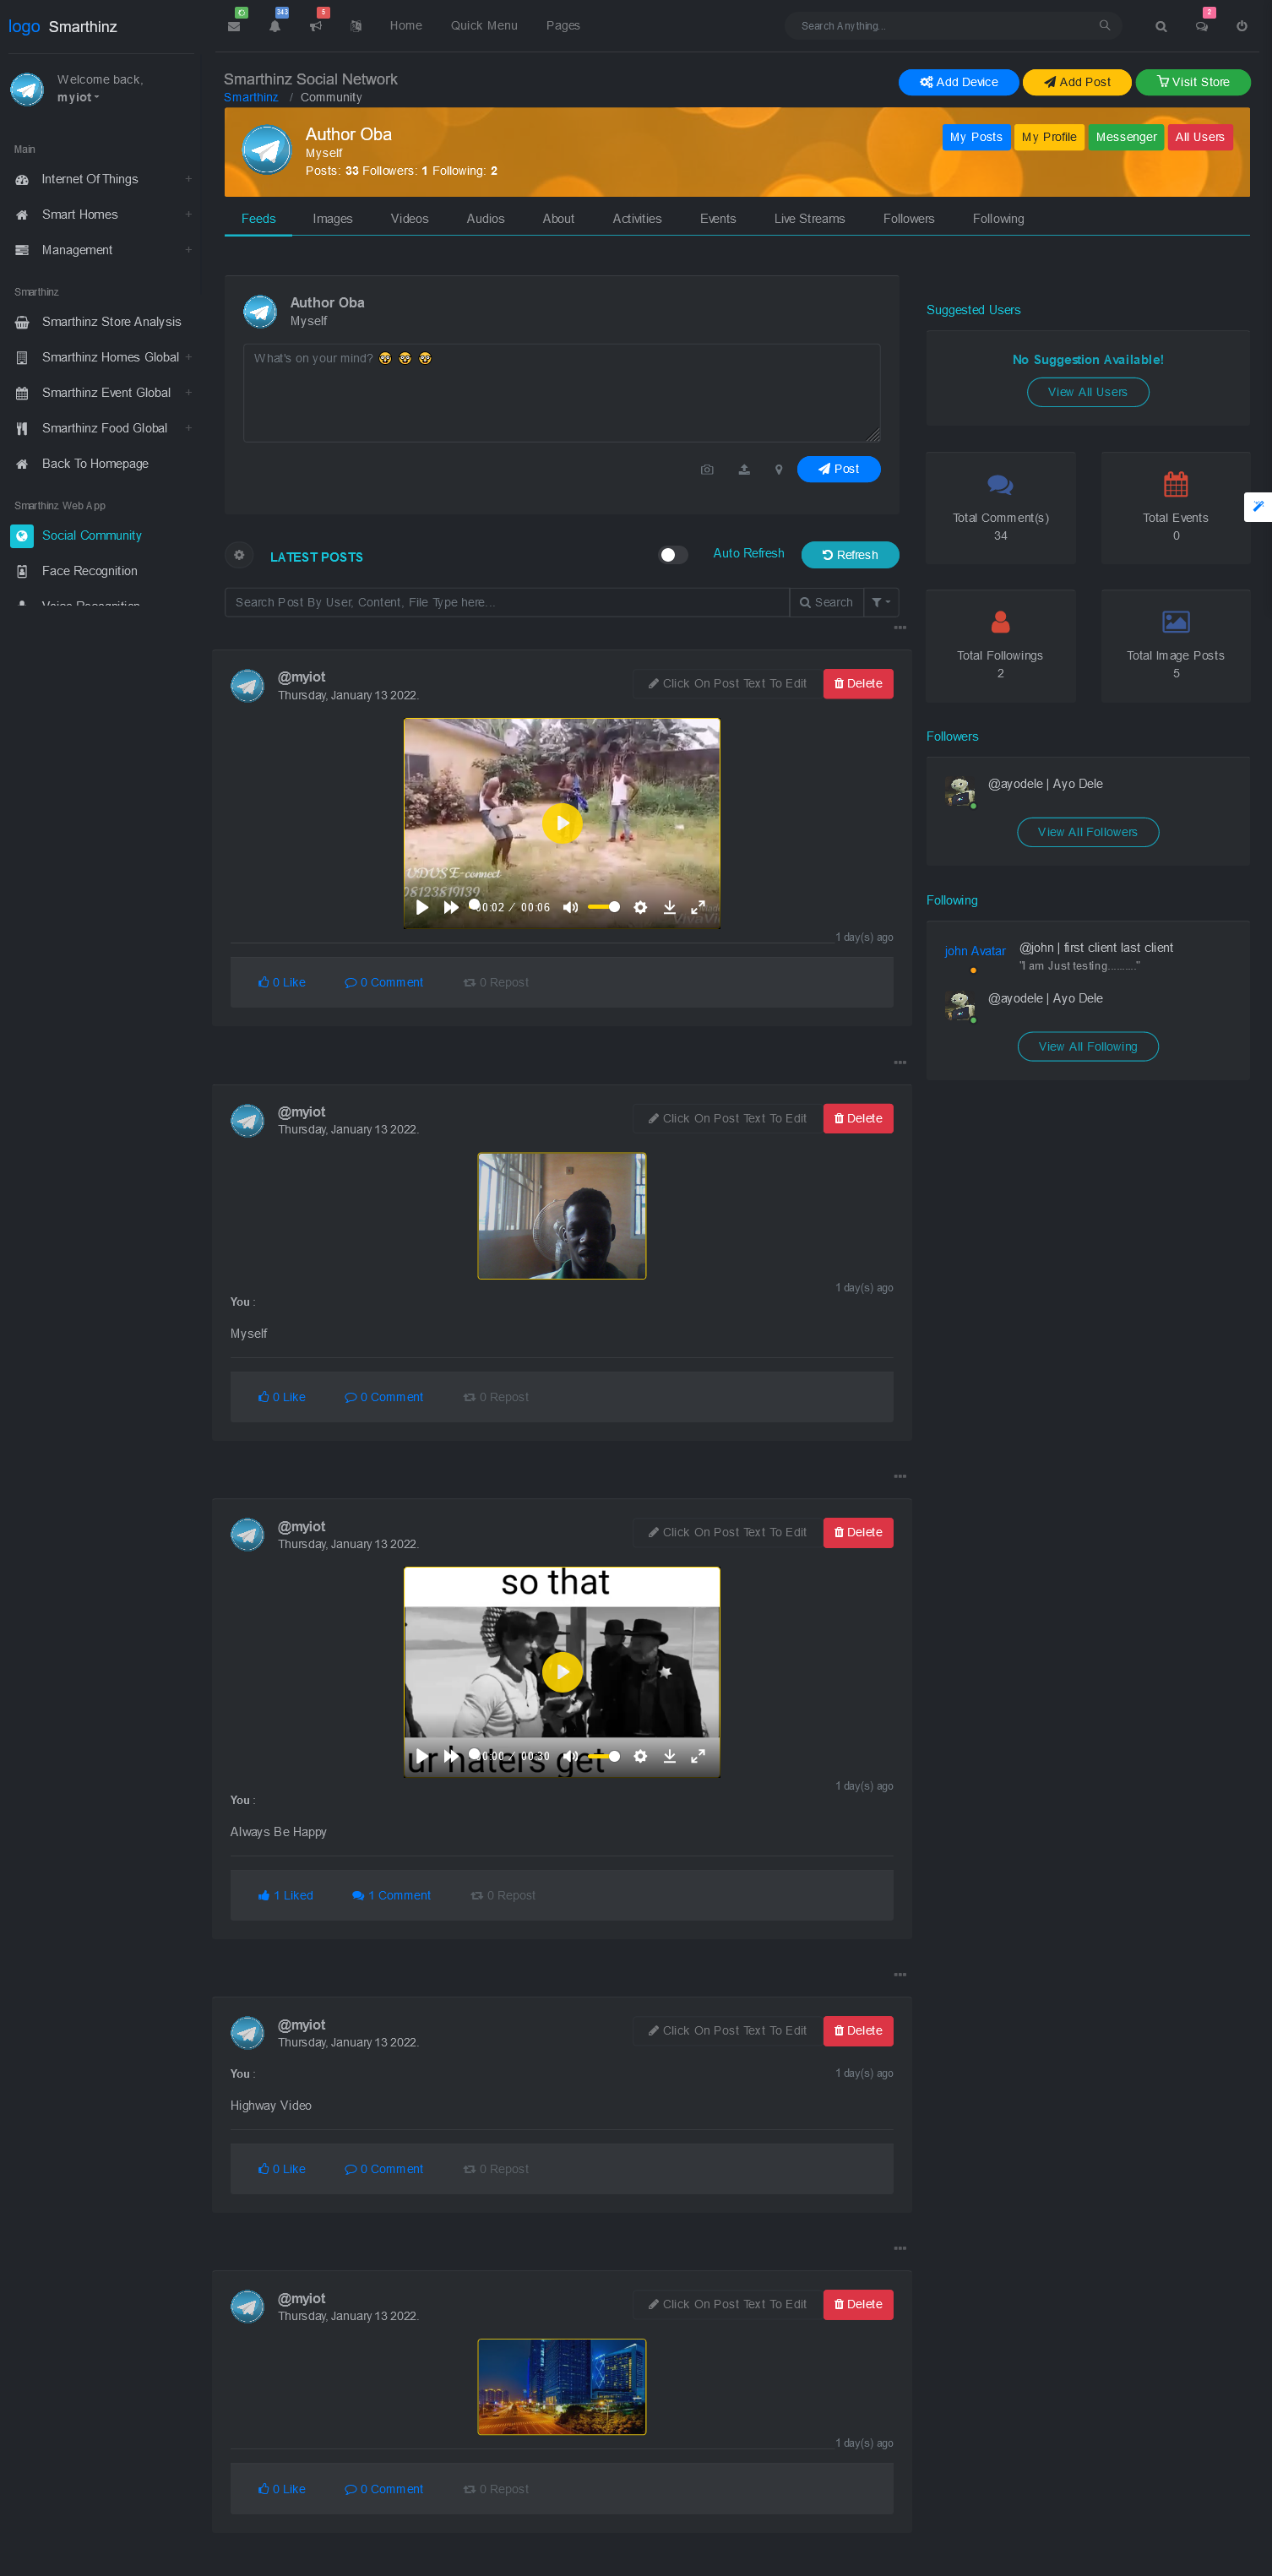 logo Smarthinz
343
5
Home
Quick Menu
Pages
Search Anything...
2
Welcome back,
myiot
Smarthinz Social Network
Smarthinz / Community
Add Device
Add Post
Visit Store
Author Oba
Myself
Posts: 33 Followers: 1 Following: 2
My Posts
My Profile
Messenger
All Users
Main
Internet Of Things +
Smart Homes +
Management +
Smarthinz
Smarthinz Store Analysis
Smarthinz Homes Global +
Smarthinz Event Global +
Smarthinz Food Global +
Back To Homepage
Smarthinz Web App
Social Community
Face Recognition
Voice Recognition
Feeds
Images
Videos
Audios
About
Activities
Events
Live Streams
Followers
Following
Author Oba
Myself
What's on your mind?
Post
LATEST POSTS
Auto Refresh
Refresh
Search Post By User, Content, File Type here...
Search
@myiot
Thursday, January 13 2022.
Click On Post Text To Edit
Delete
UDUS E-connect
08123819139
VivaVi
00:02 / 00:06
1 day(s) ago
0 Like
0 Comment
0 Repost
@myiot
Thursday, January 13 2022.
Click On Post Text To Edit
Delete
1 day(s) ago
You :
Myself
0 Like
0 Comment
0 Repost
@myiot
Thursday, January 13 2022.
Click On Post Text To Edit
Delete
so that
ur haters get
00:00 / 00:30
1 day(s) ago
You :
Always Be Happy
1 Liked
1 Comment
0 Repost
@myiot
Thursday, January 13 2022.
Click On Post Text To Edit
Delete
You :
1 day(s) ago
Highway Video
0 Like
0 Comment
0 Repost
@myiot
Thursday, January 13 2022.
Click On Post Text To Edit
Delete
1 day(s) ago
0 Like
0 Comment
0 Repost
Suggested Users
No Suggestion Available!
View All Users
Total Comment(s)
34
Total Events
0
Total Followings
2
Total Image Posts
5
Followers
@ayodele | Ayo Dele
View All Followers
Following
john Avatar
@john | first client last client
"I am Just testing.........."
@ayodele | Ayo Dele
View All Following